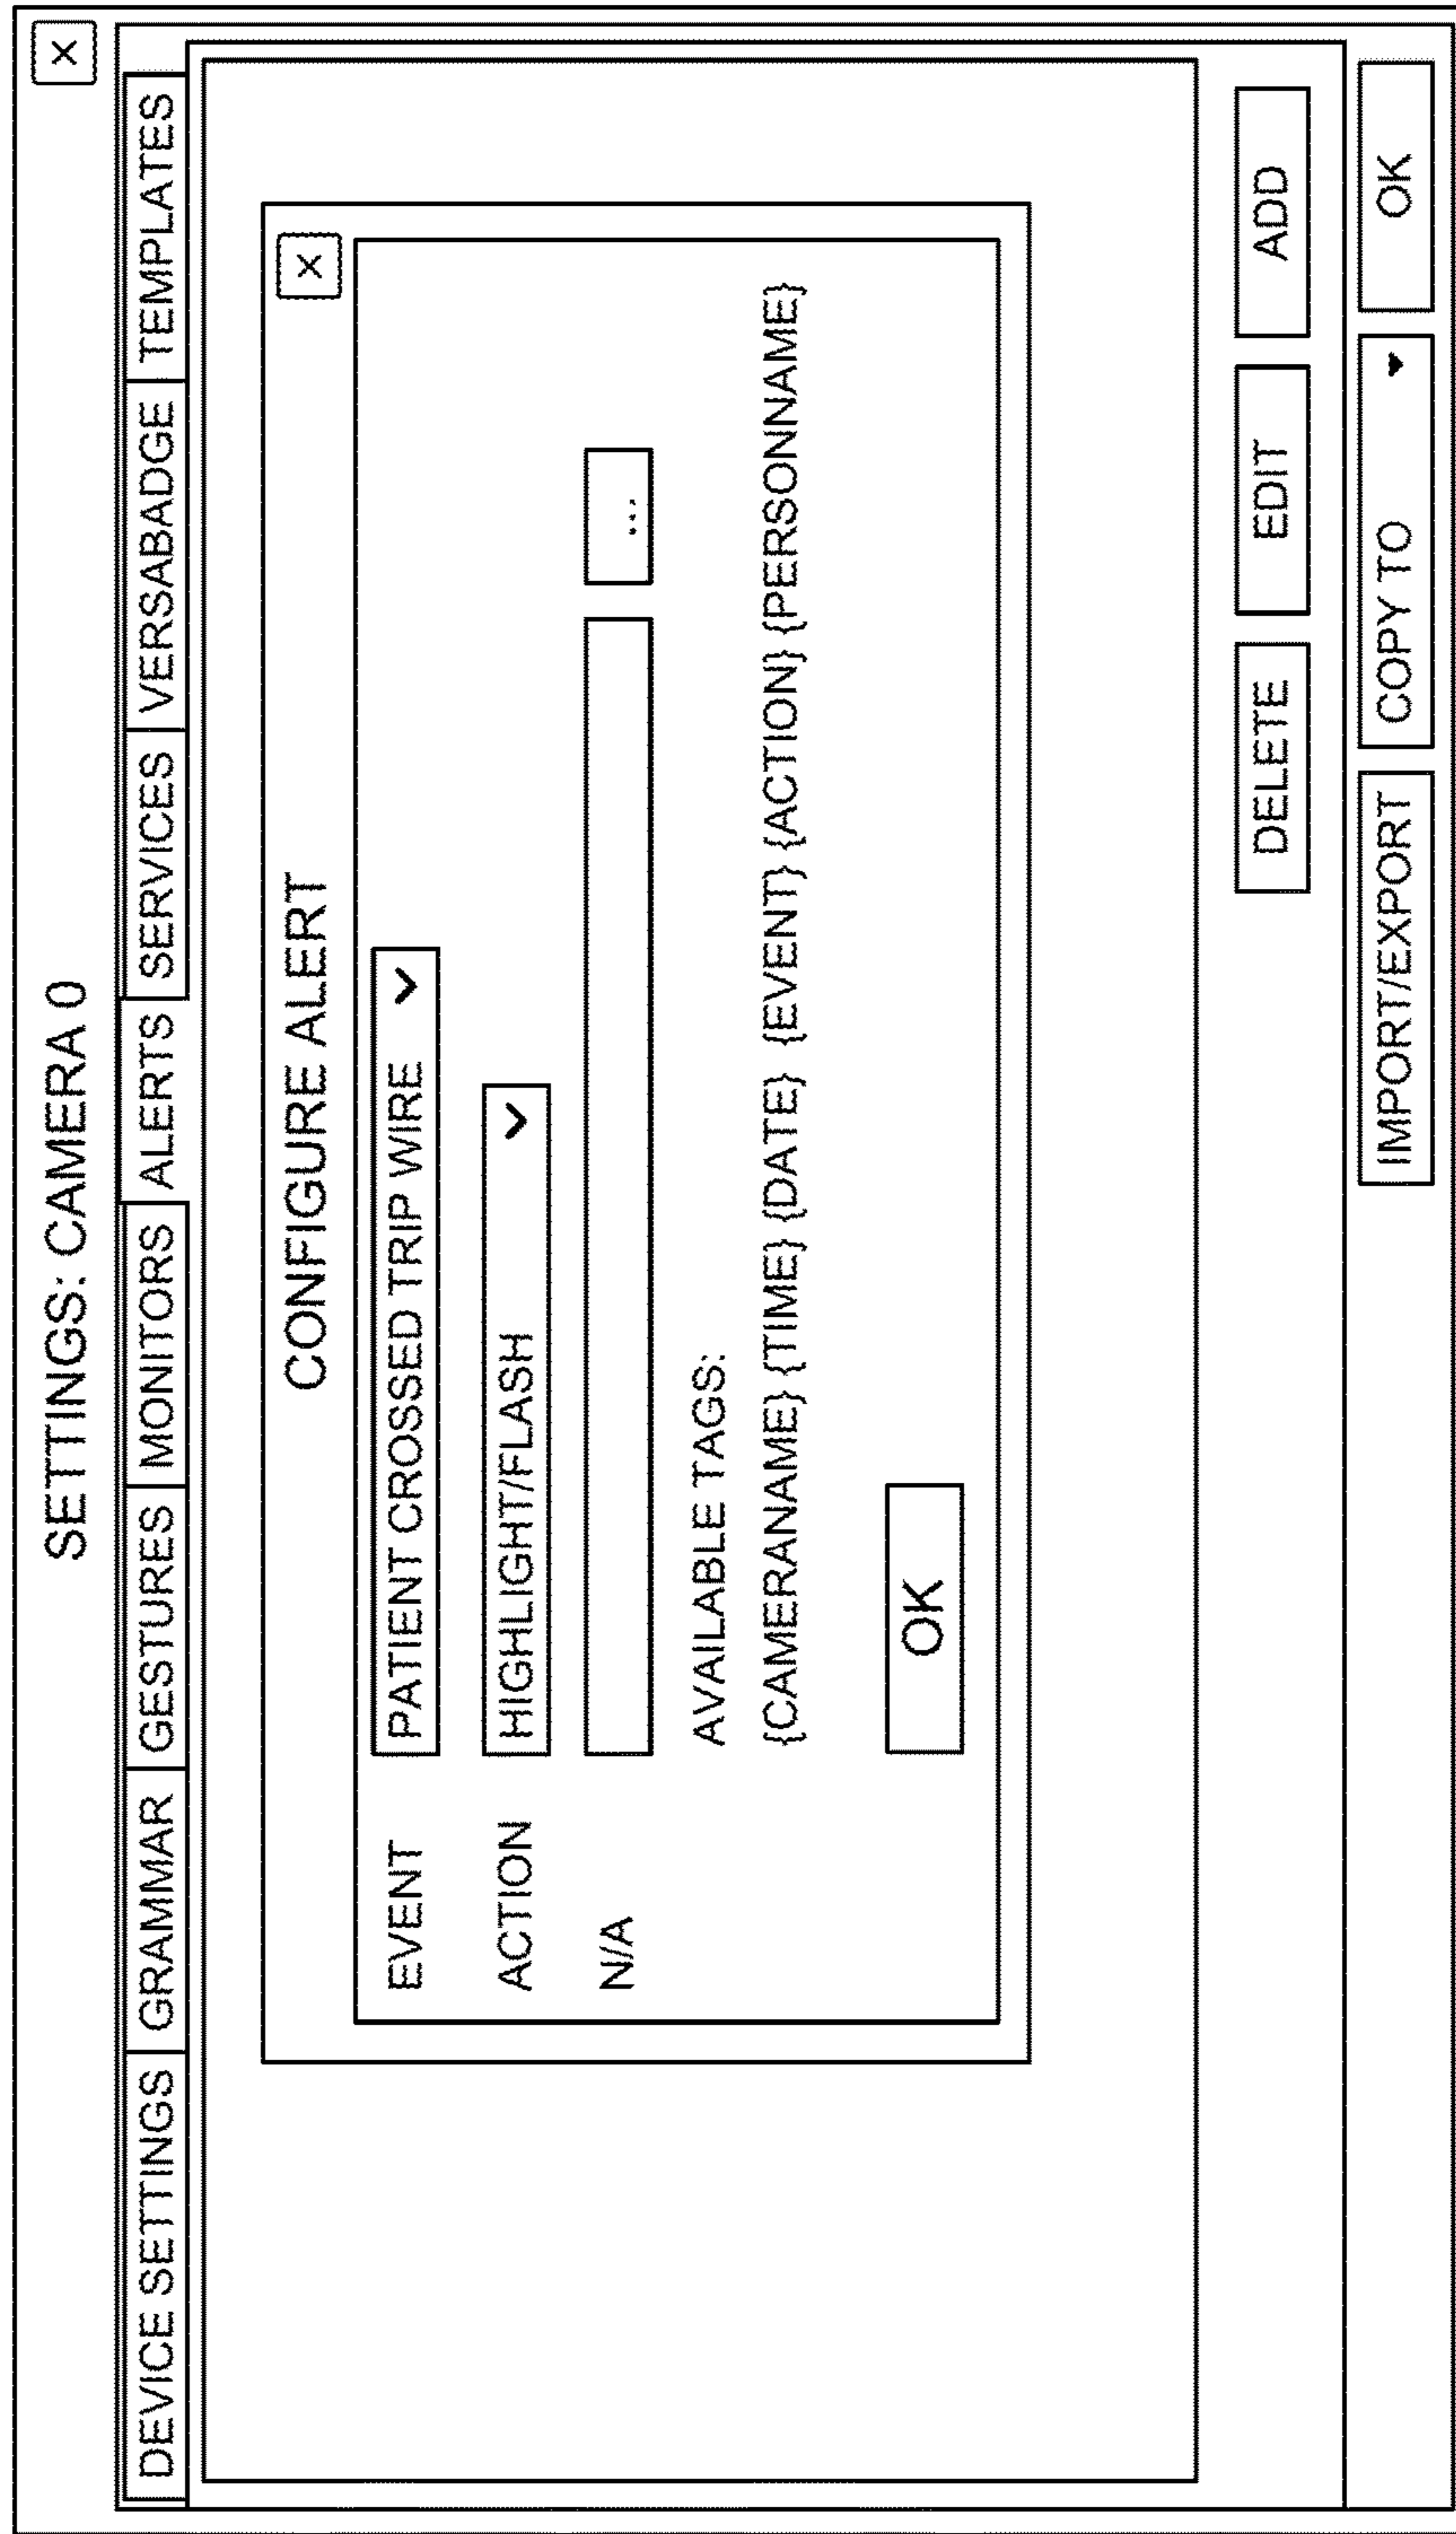 SETTINGS: CAMERA 0 X
DEVICE SETTINGS GRAMMAR GESTURES MONITORS ALERTS SERVICES VERSABADGE TEMPLATES
CONFIGURE ALERT X
EVENT PATIENT CROSSED TRIP WIRE
ACTION HIGHLIGHT/FLASH
N/A ...
AVAILABLE TAGS:
{CAMERANAME} {TIME} {DATE} {EVENT} {ACTION} {PERSONNAME}
OK
DELETE EDIT ADD
IMPORT/EXPORT COPY TO OK